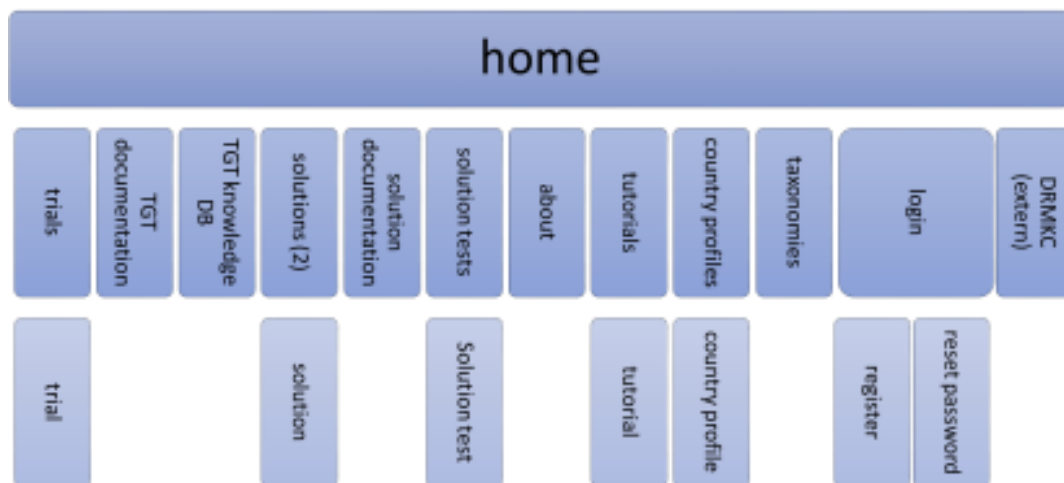 home
trials
TGT
documentation
TGT knowledge
DB
solutions (2)
solution
documentation
solution tests
about
tutorials
country profiles
taxonomies
login
DRMKC
(extern)
trial
solution
Solution test
tutorial
country profile
register
reset password